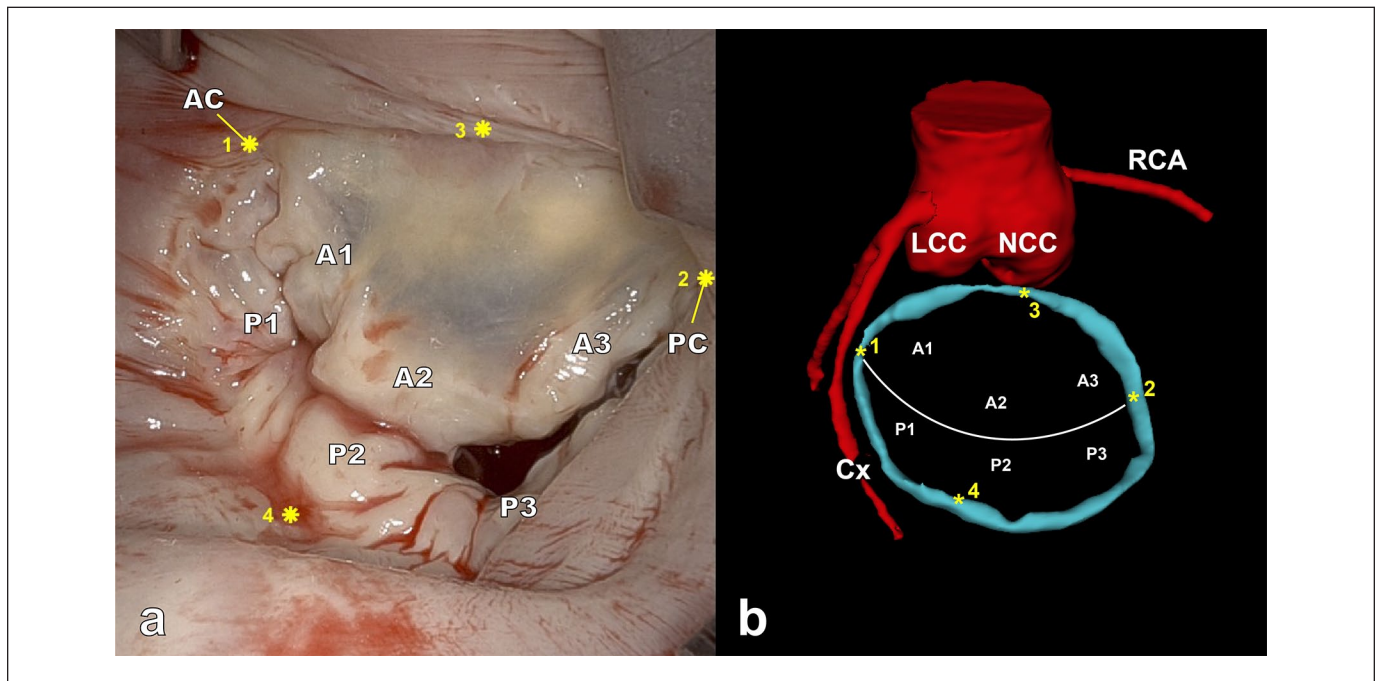 AC
1 *
3 *
A1
2 *
P1
A3
PC
A2
P2
P3
4 *
a
RCA
LCC NCC
*
3
* 1
A1
A3
* 2
A2
P1
P3
P2
Cx
* 4
b